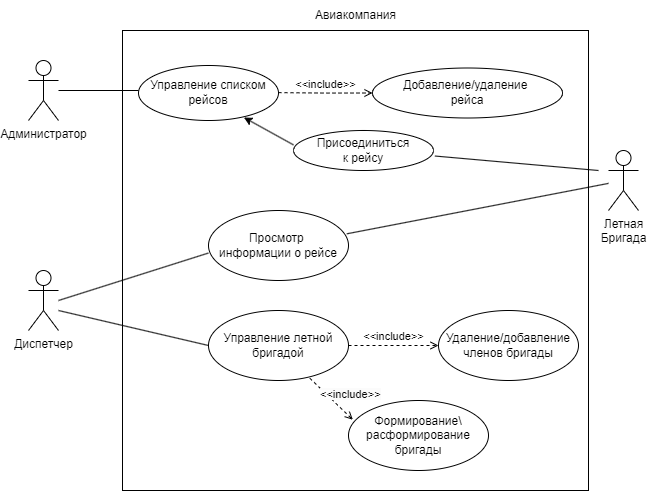 Авиакомпания
Управление списком
рейсов
<<include>>
Добавление/удаление
рейса
Администратор
Присоединиться
к рейсу
Летная
Бригада
Просмотр
информации о рейсе
Диспетчер
Управление летной
бригадой
<<include>>
Удаление/добавление
членов бригады
<<include>>
Формирование\
расформирование
бригады